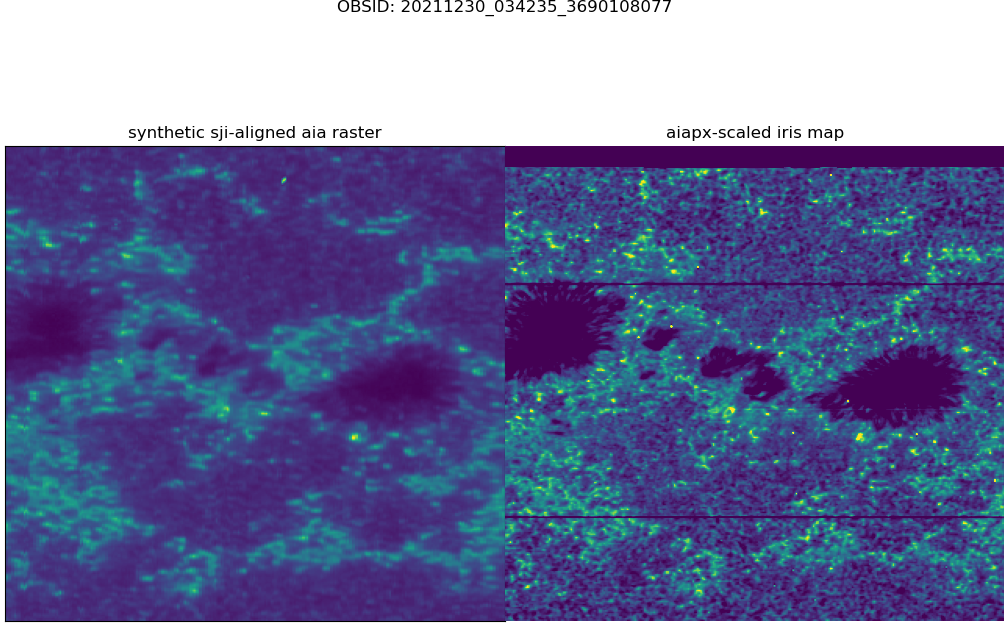 OBSID: 20211230_034235_3690108077
synthetic sji-aligned aia raster
aiapx-scaled iris map